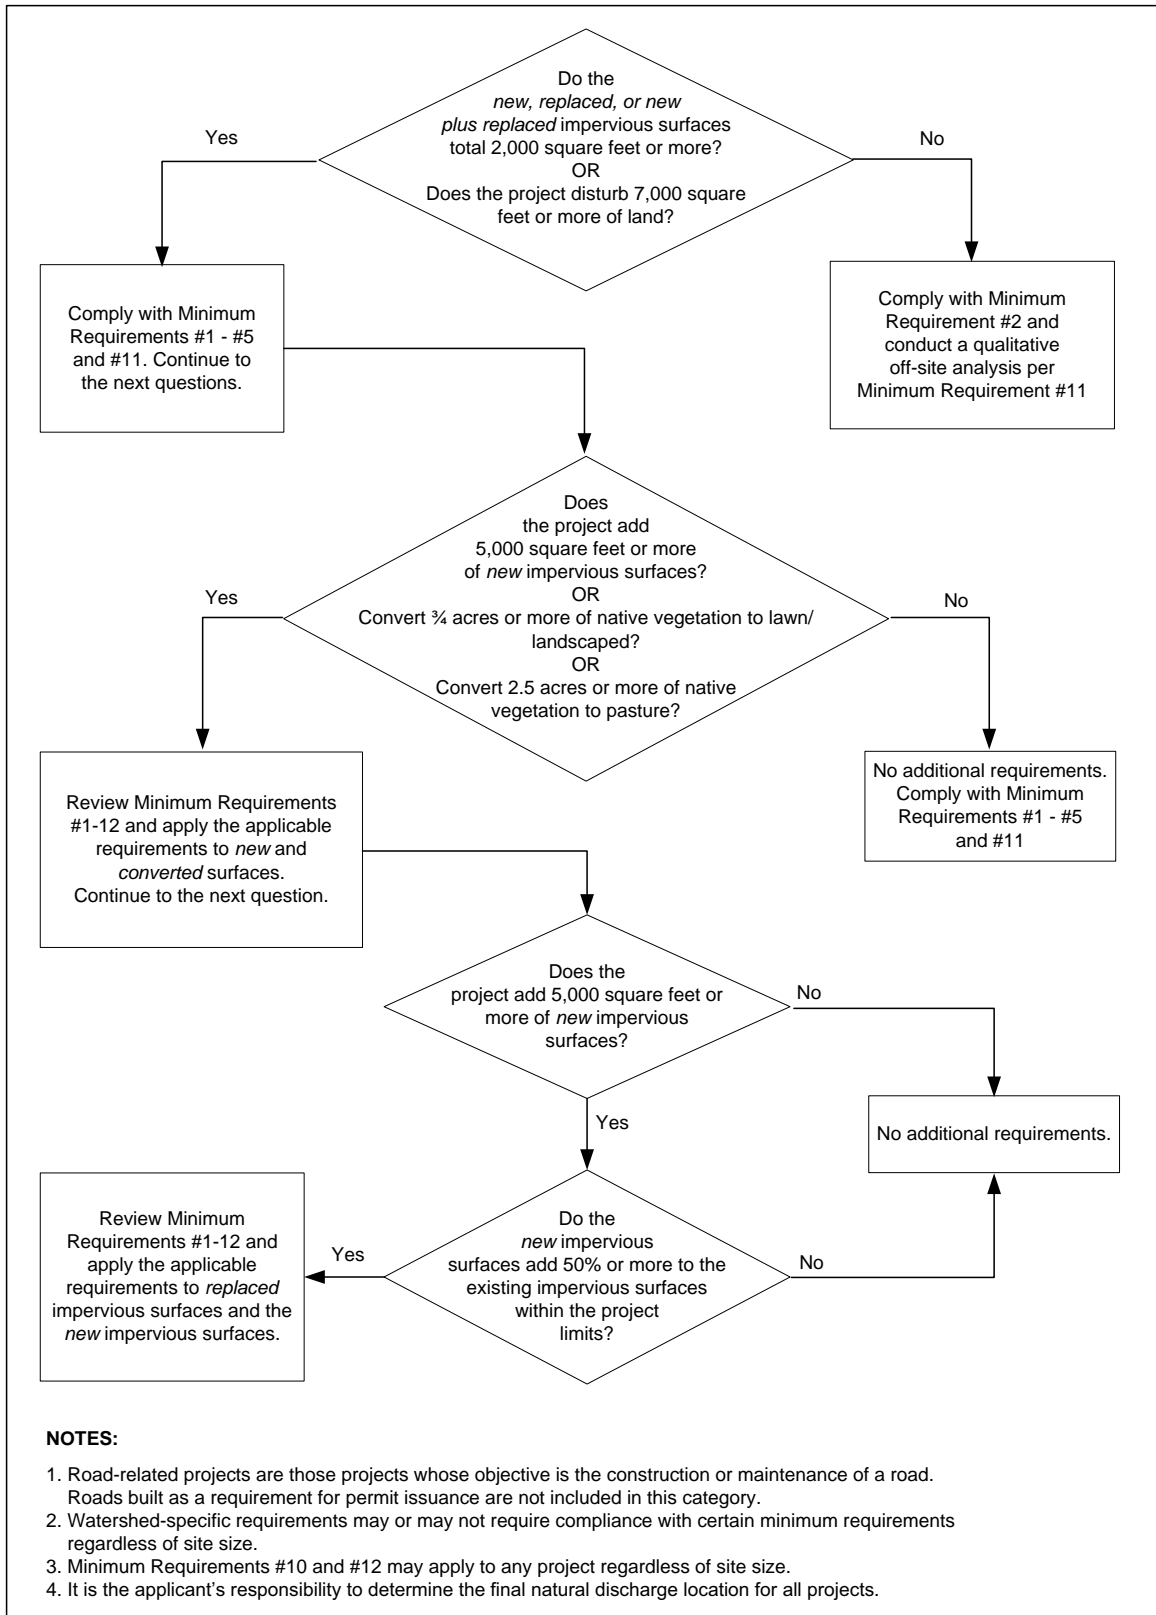 Do the
new, replaced, or new
plus replaced impervious surfaces
total 2,000 square feet or more?
OR
Does the project disturb 7,000 square
feet or more of land?
Yes
No
Comply with Minimum
Requirements #1 - #5
and #11. Continue to
the next questions.
Comply with Minimum
Requirement #2 and
conduct a qualitative
off-site analysis per
Minimum Requirement #11
Does
the project add
5,000 square feet or more
of new impervious surfaces?
OR
Convert ¾ acres or more of native vegetation to lawn/
landscaped?
OR
Convert 2.5 acres or more of native
vegetation to pasture?
Yes
No
Review Minimum Requirements
#1-12 and apply the applicable
requirements to new and
converted surfaces.
Continue to the next question.
No additional requirements.
Comply with Minimum
Requirements #1 - #5
and #11
Does the
project add 5,000 square feet or
more of new impervious
surfaces?
No
Yes
No additional requirements.
Do the
new impervious
surfaces add 50% or more to the
existing impervious surfaces
within the project
limits?
Yes
No
Review Minimum
Requirements #1-12 and
apply the applicable
requirements to replaced
impervious surfaces and the
new impervious surfaces.
NOTES:
1. Road-related projects are those projects whose objective is the construction or maintenance of a road.
Roads built as a requirement for permit issuance are not included in this category.
2. Watershed-specific requirements may or may not require compliance with certain minimum requirements
regardless of site size.
3. Minimum Requirements #10 and #12 may apply to any project regardless of site size.
4. It is the applicant's responsibility to determine the final natural discharge location for all projects.